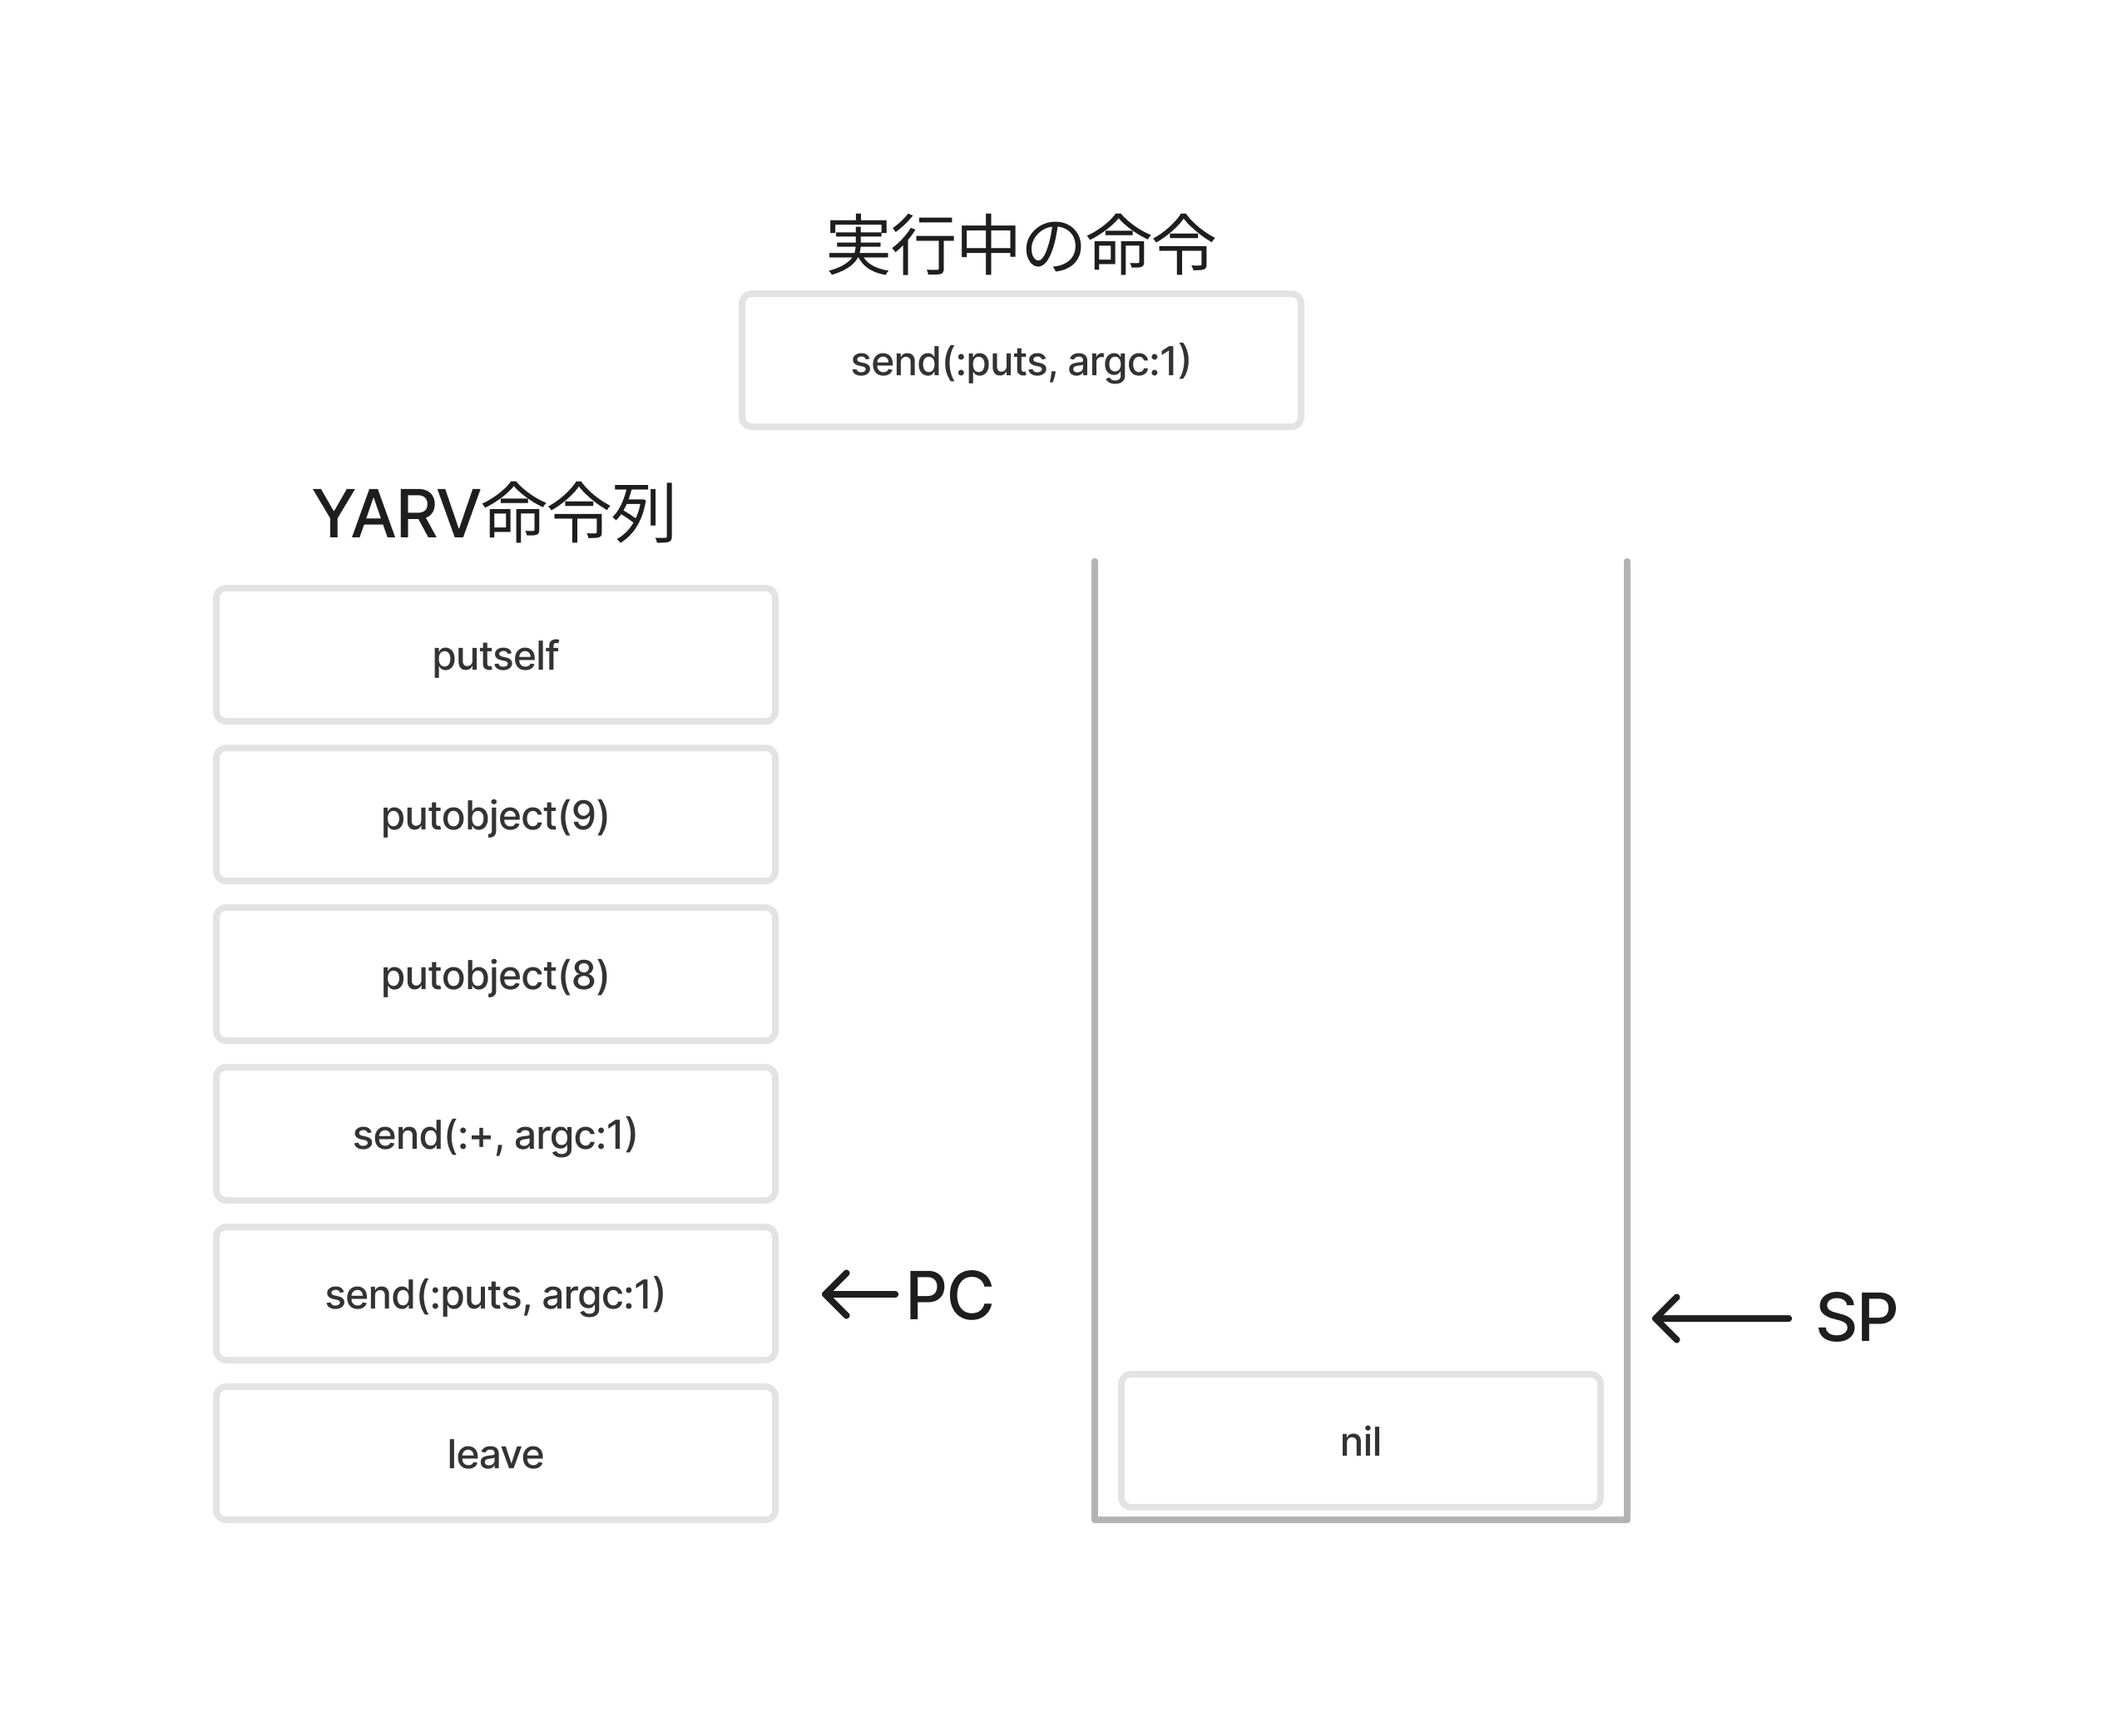 実行中の命令
send(:puts, argc:1)
YARV命令列
putself
putobject(9)
putobject(8)
send(:+, argc:1)
send(:puts, argc:1)
PC
SP
leave
nil